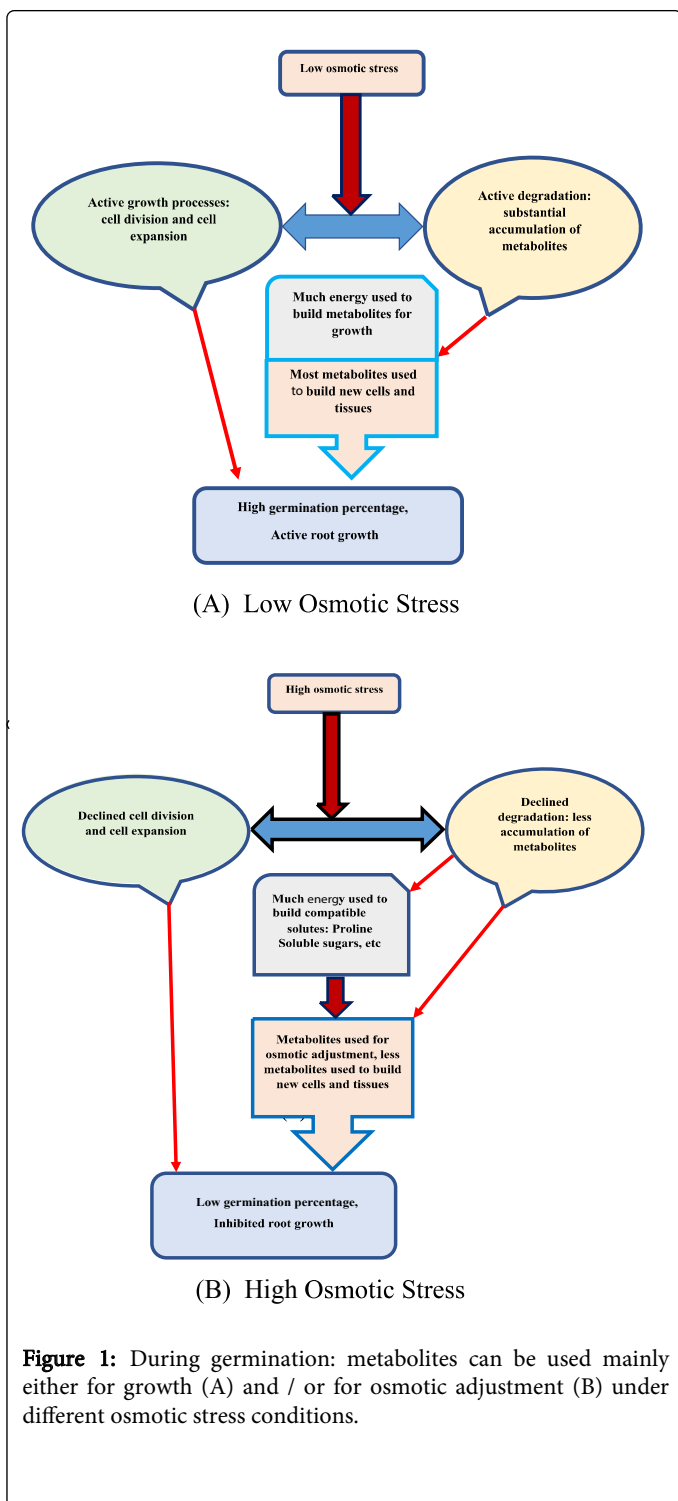 Low osmotic stress
Active growth processes:
cell division and cell
expansion
Active degradation:
substantial
accumulation of
metabolites
Much energy used to
build metabolites for
growth
Most metabolites used
to build new cells and
tissues
High germination percentage,
Active root growth
(A) Low Osmotic Stress
High osmotic stress
Declined cell division
and cell expansion
Declined
degradation: less
accumulation of
metabolites
Much energy used to
build compatible
solutes: Proline
Soluble sugars, etc
Metabolites used for
osmotic adjustment, less
metabolites used to build
new cells and tissues
Low germination percentage,
Inhibited root growth
(B) High Osmotic Stress
Figure 1: During germination: metabolites can be used mainly
either for growth (A) and / or for osmotic adjustment (B) under
different osmotic stress conditions.